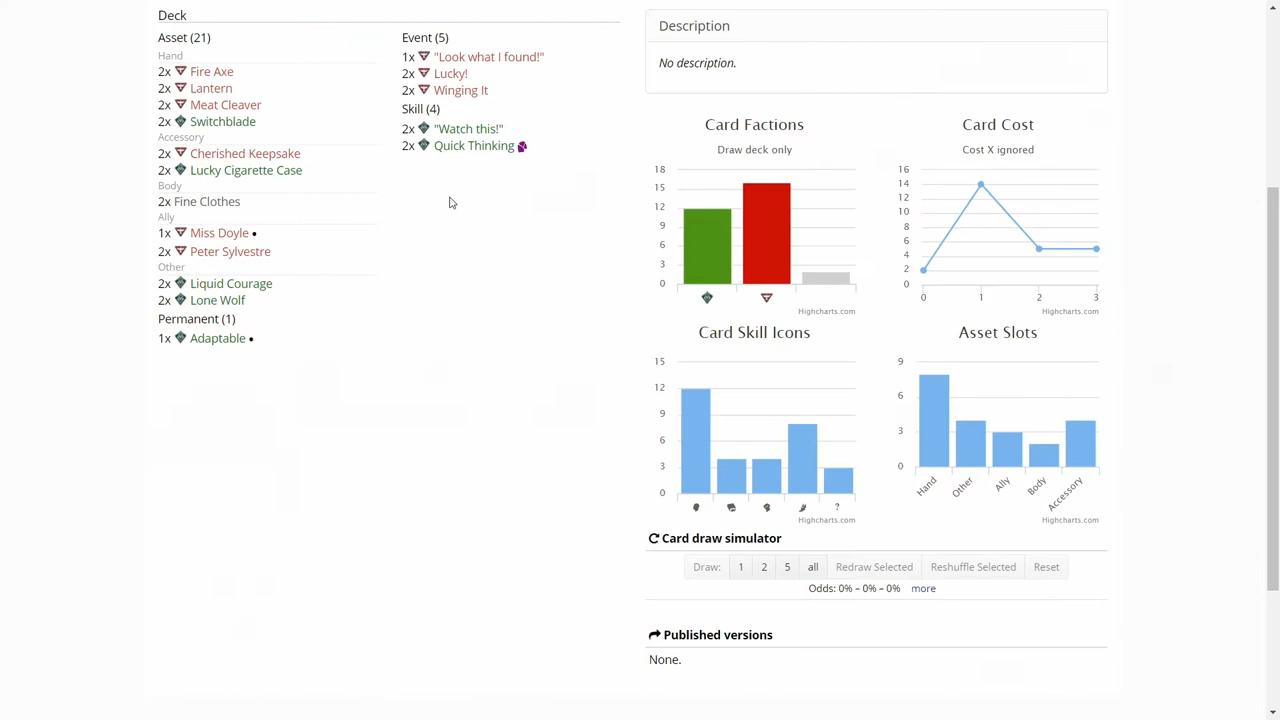 Deck
Asset (21)
Hand
2x Fire Axe
2x Lantern
2x Meat Cleaver
2x Switchblade
Accessory
2x Cherished Keepsake
2x Lucky Cigarette Case
Body
2x Fine Clothes
Ally
1x Miss Doyle •
2x Peter Sylvestre
Other
2x Liquid Courage
2x Lone Wolf
Permanent (1)
1x Adaptable •
Event (5)
1x "Look what I found!"
2x Lucky!
2x Winging It
Skill (4)
2x "Watch this!"
2x Quick Thinking
Description
No description.
Card Factions
Draw deck only
18
15
12
9
6
3
0
Highcharts.com
Card Cost
Cost X ignored
16
14
12
10
8
6
4
2
0
0 1 2 3
Highcharts.com
Card Skill Icons
15
12
9
6
3
0
?
Highcharts.com
Asset Slots
9
6
3
0
Hand Other Ally Body Accessory
Highcharts.com
Card draw simulator
Draw: 1 2 5 all Redraw Selected Reshuffle Selected Reset
Odds: 0% – 0% – 0% more
Published versions
None.